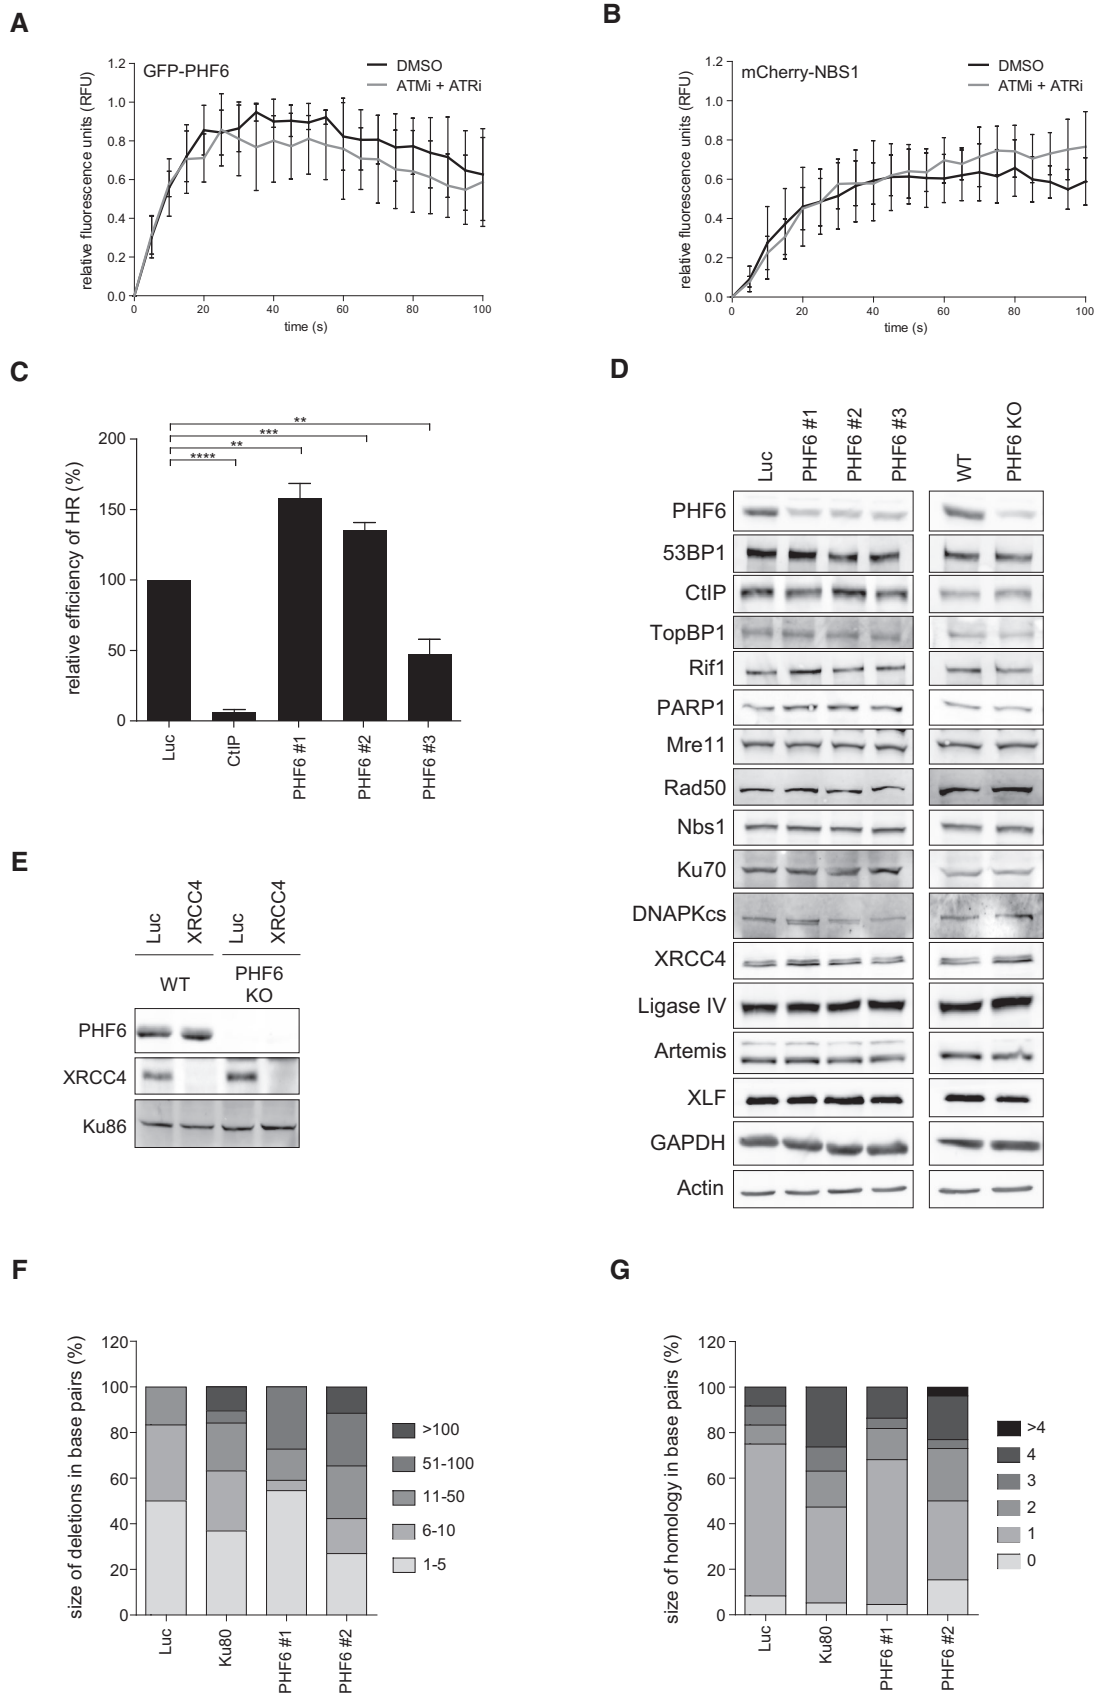 A
GFP-PHF6
DMSO
ATMi + ATRi
relative fluorescence units (RFU)
1.2
1.0
0.8
0.6
0.4
0.2
0.0
0 20 40 60 80 100
time (s)
B
mCherry-NBS1
DMSO
ATMi + ATRi
relative fluorescence units (RFU)
1.2
1.0
0.8
0.6
0.4
0.2
0.0
0 20 40 60 80 100
time (s)
C
relative efficiency of HR (%)
200
150
100
50
0
**
***
**
****
Luc CtIP PHF6 #1 PHF6 #2 PHF6 #3
D
Luc PHF6 #1 PHF6 #2 PHF6 #3 WT PHF6 KO
PHF6
53BP1
CtIP
TopBP1
Rif1
PARP1
Mre11
Rad50
Nbs1
Ku70
DNAPKcs
XRCC4
Ligase IV
Artemis
XLF
GAPDH
Actin
E
Luc XRCC4 Luc XRCC4
WT PHF6
KO
PHF6
XRCC4
Ku86
F
size of deletions in base pairs (%)
120
100
80
60
40
20
0
Luc Ku80 PHF6 #1 PHF6 #2
>100
51-100
11-50
6-10
1-5
G
size of homology in base pairs (%)
120
100
80
60
40
20
0
Luc Ku80 PHF6 #1 PHF6 #2
>4
4
3
2
1
0